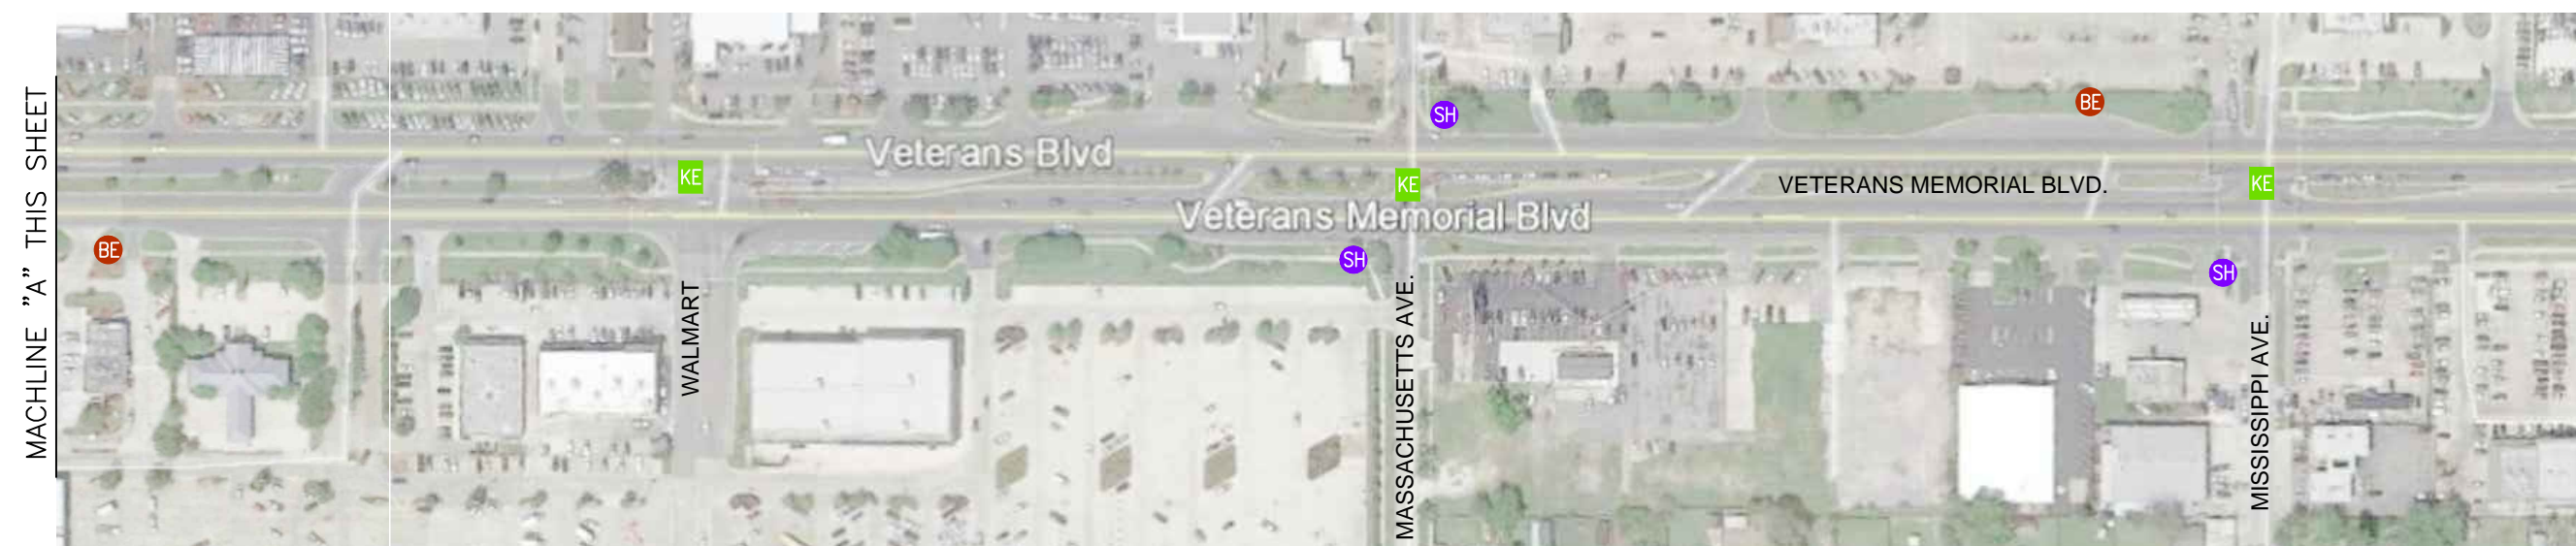 MACHLINE "A" THIS SHEET
BE
KE
WALMART
Veterans Blvd
Veterans Memorial Blvd
SH
KE
SH
MASSACHUSETTS AVE.
VETERANS MEMORIAL BLVD.
BE
KE
SH
MISSISSIPPI AVE.